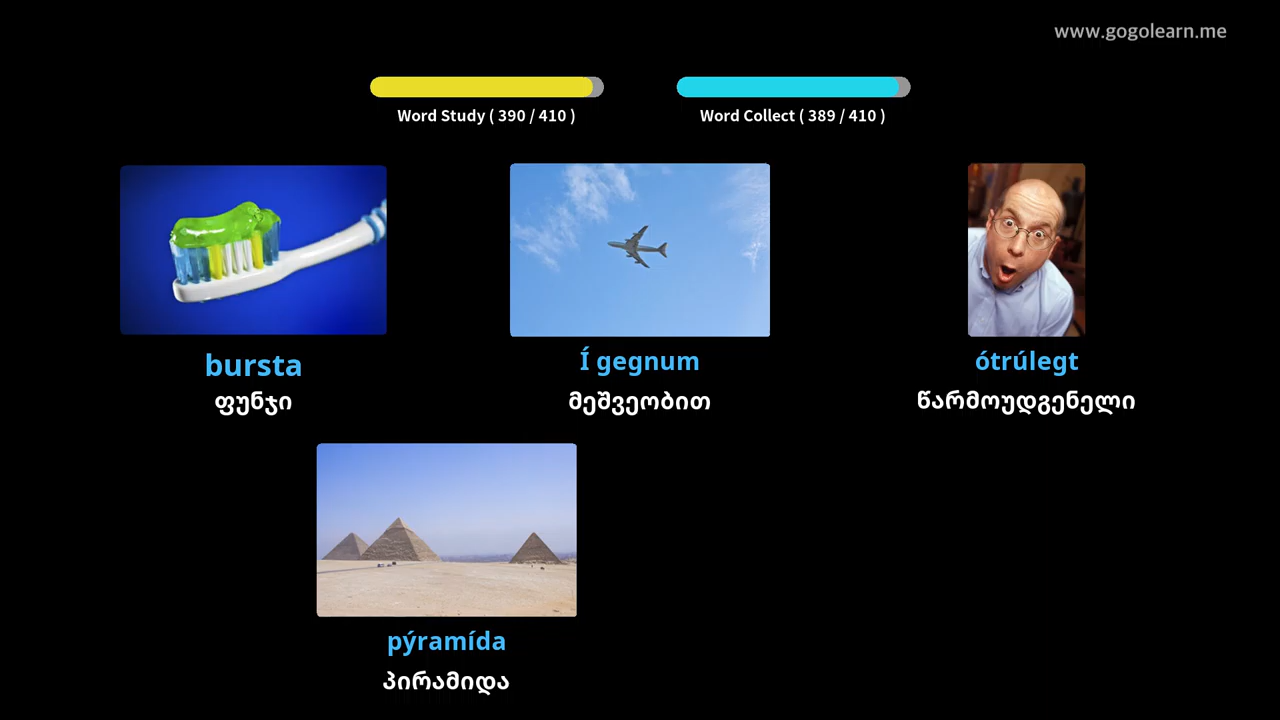 www.gogolearn.me
Word Study ( 390 / 410 )
Word Collect ( 389 / 410 )
bursta
ფუნჯი
Í gegnum
მეშვეობით
ótrúlegt
წარმოუდგენელი
pýramída
პირამიდა